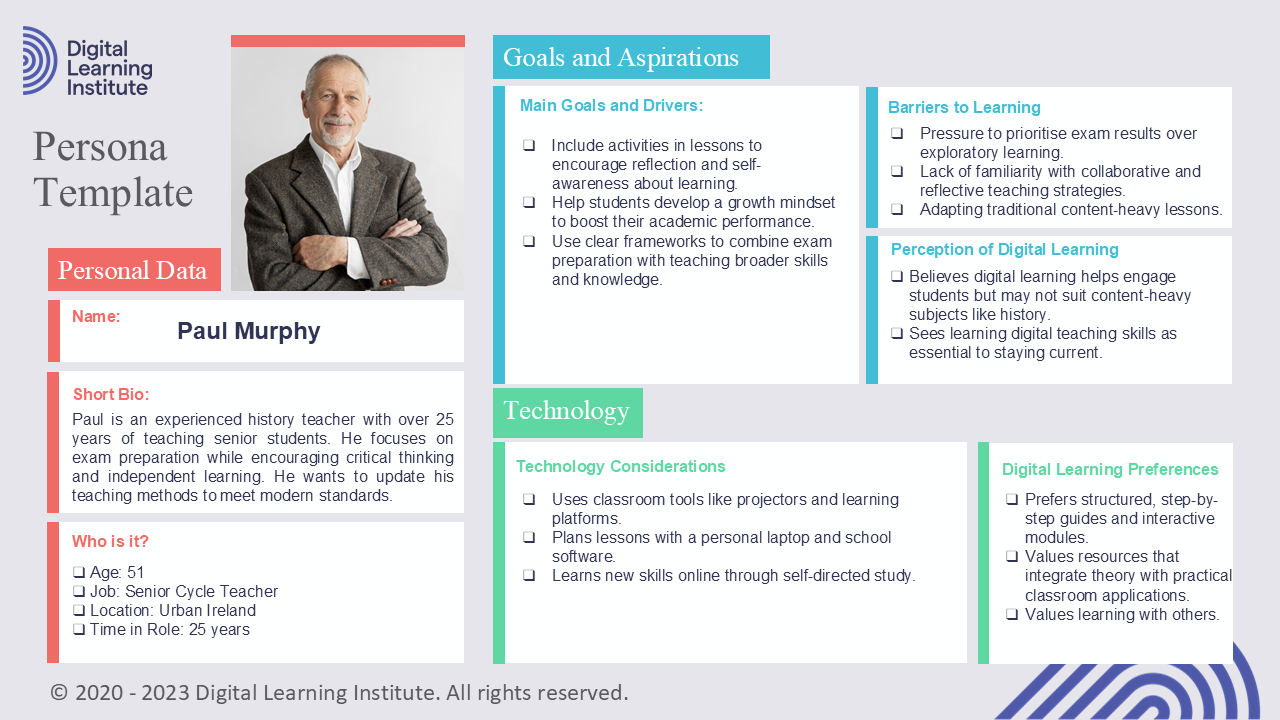 Digital
Learning
Institute
Persona
Template
Personal Data
Name:
Paul Murphy
Short Bio:
Paul is an experienced history teacher with over 25
years of teaching senior students. He focuses on
exam preparation while encouraging critical thinking
and independent learning. He wants to update his
teaching methods to meet modern standards.
Who is it?
❑ Age: 51
❑ Job: Senior Cycle Teacher
❑ Location: Urban Ireland
❑ Time in Role: 25 years
Goals and Aspirations
Main Goals and Drivers:
❑ Include activities in lessons to
encourage reflection and self-
awareness about learning.
❑ Help students develop a growth mindset
to boost their academic performance.
❑ Use clear frameworks to combine exam
preparation with teaching broader skills
and knowledge.
Barriers to Learning
❑ Pressure to prioritise exam results over
exploratory learning.
❑ Lack of familiarity with collaborative and
reflective teaching strategies.
❑ Adapting traditional content-heavy lessons.
Perception of Digital Learning
❑ Believes digital learning helps engage
students but may not suit content-heavy
subjects like history.
❑ Sees learning digital teaching skills as
essential to staying current.
Technology
Technology Considerations
❑ Uses classroom tools like projectors and learning
platforms.
❑ Plans lessons with a personal laptop and school
software.
❑ Learns new skills online through self-directed study.
Digital Learning Preferences
❑ Prefers structured, step-by-
step guides and interactive
modules.
❑ Values resources that
integrate theory with practical
classroom applications.
❑ Values learning with others.
© 2020 - 2023 Digital Learning Institute. All rights reserved.